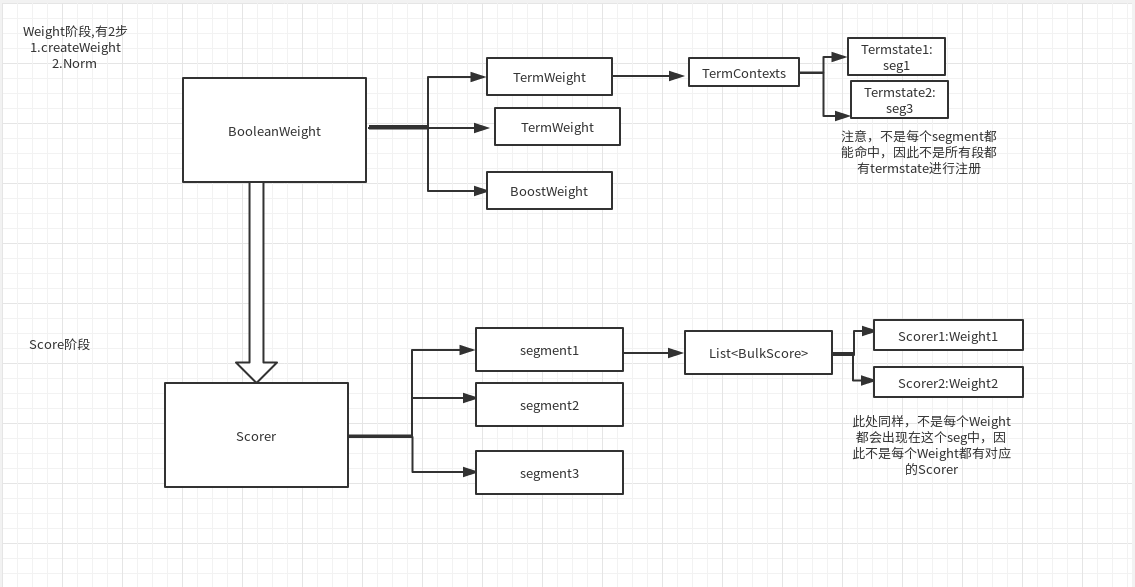 Weight阶段,有2步
1.createWeight
2.Norm
BooleanWeight
TermWeight
TermWeight
BoostWeight
TermContexts
Termstate1:
seg1
Termstate2:
seg3
注意，不是每个segment都
能命中，因此不是所有段都
有termstate进行注册
Score阶段
Scorer
segment1
segment2
segment3
List<BulkScore>
Scorer1:Weight1
Scorer2:Weight2
此处同样，不是每个Weight
都会出现在这个seg中，因
此不是每个Weight都有对应
的Scorer